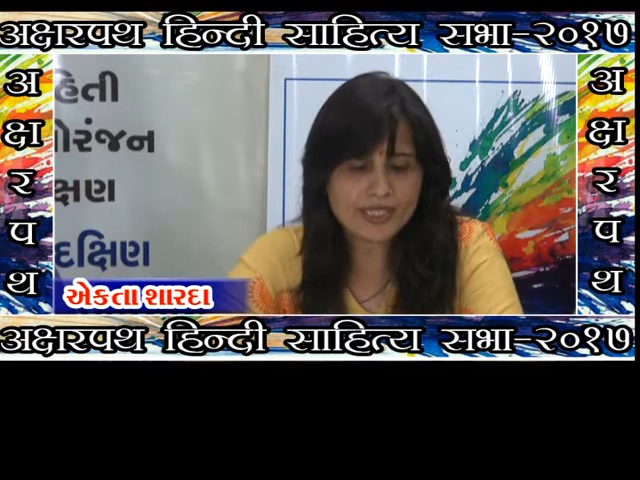 अक्षरपथ हिन्दी साहित्य सभा-२०१७
अ
क्ष
र
प
थ
હિતી
ોરંજન
ક્ષણ
દક્ષિણ
એકતા શારદા
अ
क्ष
र
प
थ
अक्षरपथ हिन्दी साहित्य सभा-२०१७